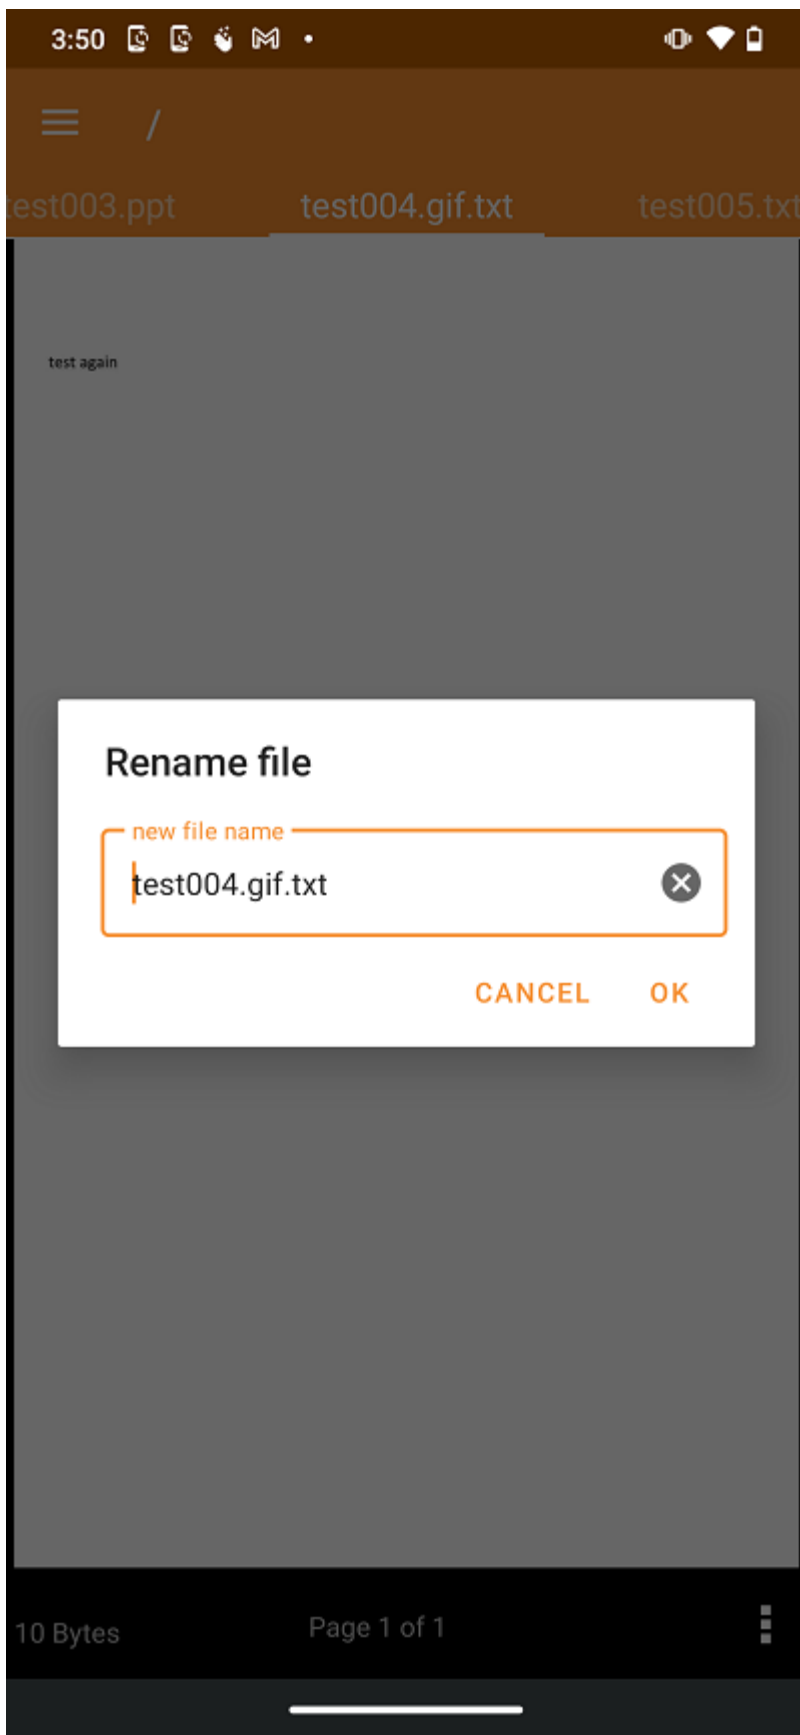 3:50
/
test003.ppt test004.gif.txt test005.txt
test again
Rename file
new file name
test004.gif.txt
CANCEL OK
10 Bytes Page 1 of 1